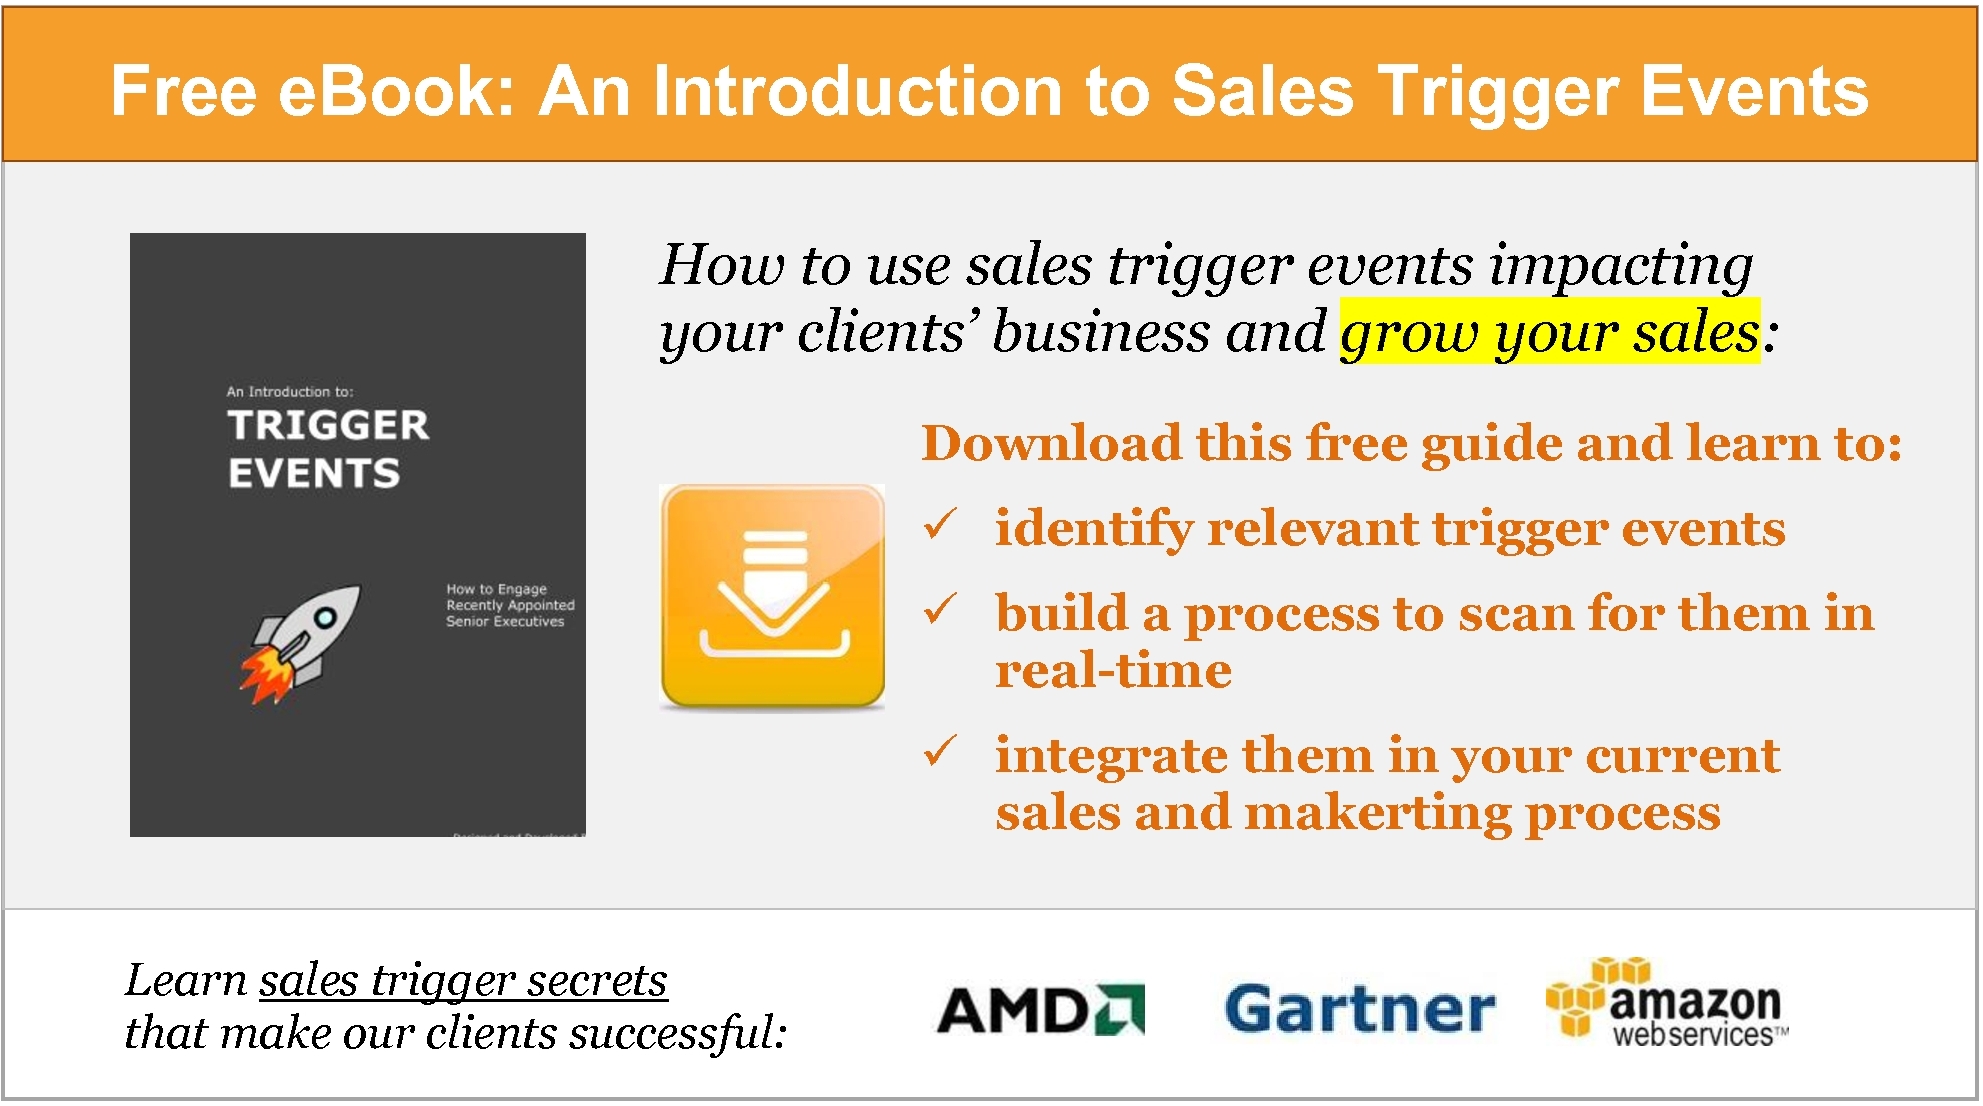 Free eBook: An Introduction to Sales Trigger Events
An Introduction to:
TRIGGER
EVENTS
How to Engage
Recently Appointed
Senior Executives
Designed and Developed
How to use sales trigger events impacting
your clients’ business and grow your sales:
Download this free guide and learn to:
✓ identify relevant trigger events
✓ build a process to scan for them in
real-time
✓ integrate them in your current
sales and makerting process
Learn sales trigger secrets
that make our clients successful:
AMD
Gartner
amazon
webservices™